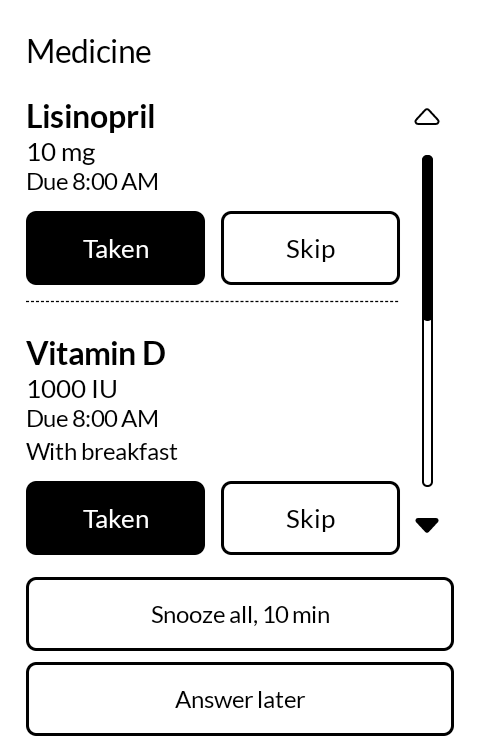 Medicine
Lisinopril
10 mg
Due 8:00 AM
Taken
Skip
Vitamin D
1000 IU
Due 8:00 AM
With breakfast
Taken
Skip
Snooze all, 10 min
Answer later